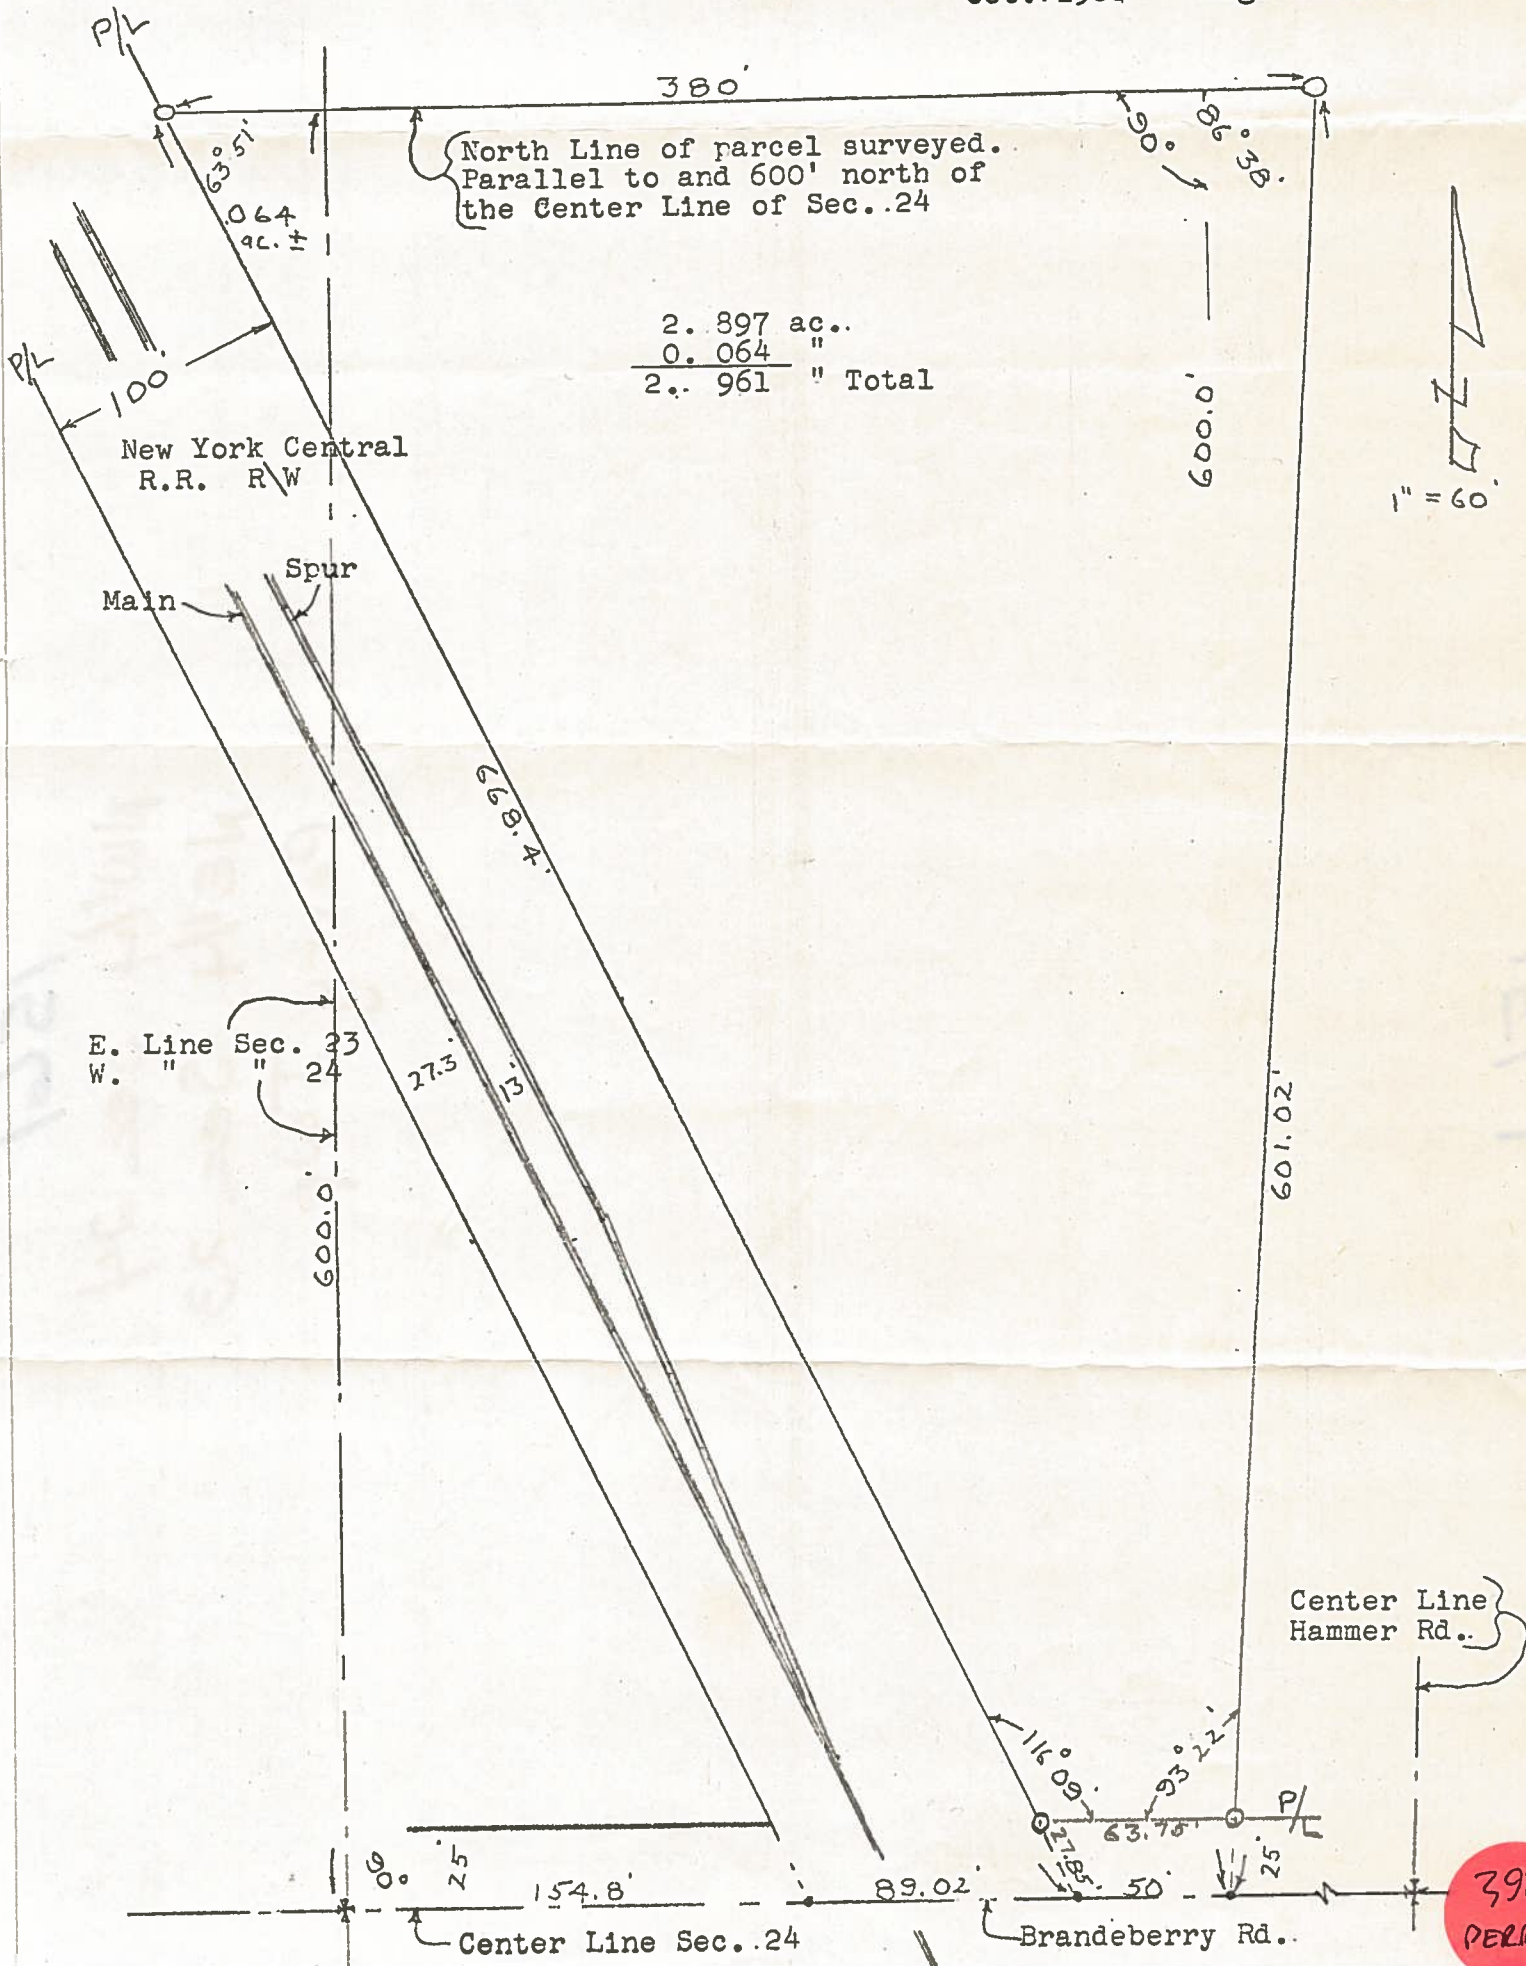 P/L
380'
63° 51'
North Line of parcel surveyed.
Parallel to and 600' north of
the Center Line of Sec..24
90°
86° 38'
.064
ac. ±
2. 897 ac..
0. 064 "
2.. 961 " Total
600.0'
N
1" = 60'
P/L
100'
New York Central
R.R. R\W
Spur
Main
668.4'
E. Line Sec. 23
W. " " 24
27.3'
13'
601.02'
600.0'
Center Line
Hammer Rd..
116° 09'
93° 22'
P/L
63.75'
27.85'
25'
90°
25'
154.8'
89.02'
50'
Center Line Sec..24
Brandeberry Rd..